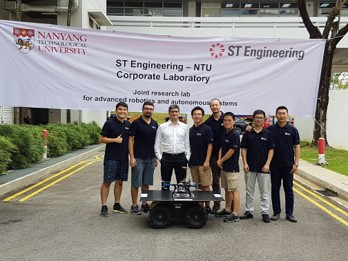 NANYANG
TECHNOLOGICAL
UNIVERSITY
ST Engineering
ST Engineering – NTU
Corporate Laboratory
Joint research lab
for advanced robotics and autonomous systems